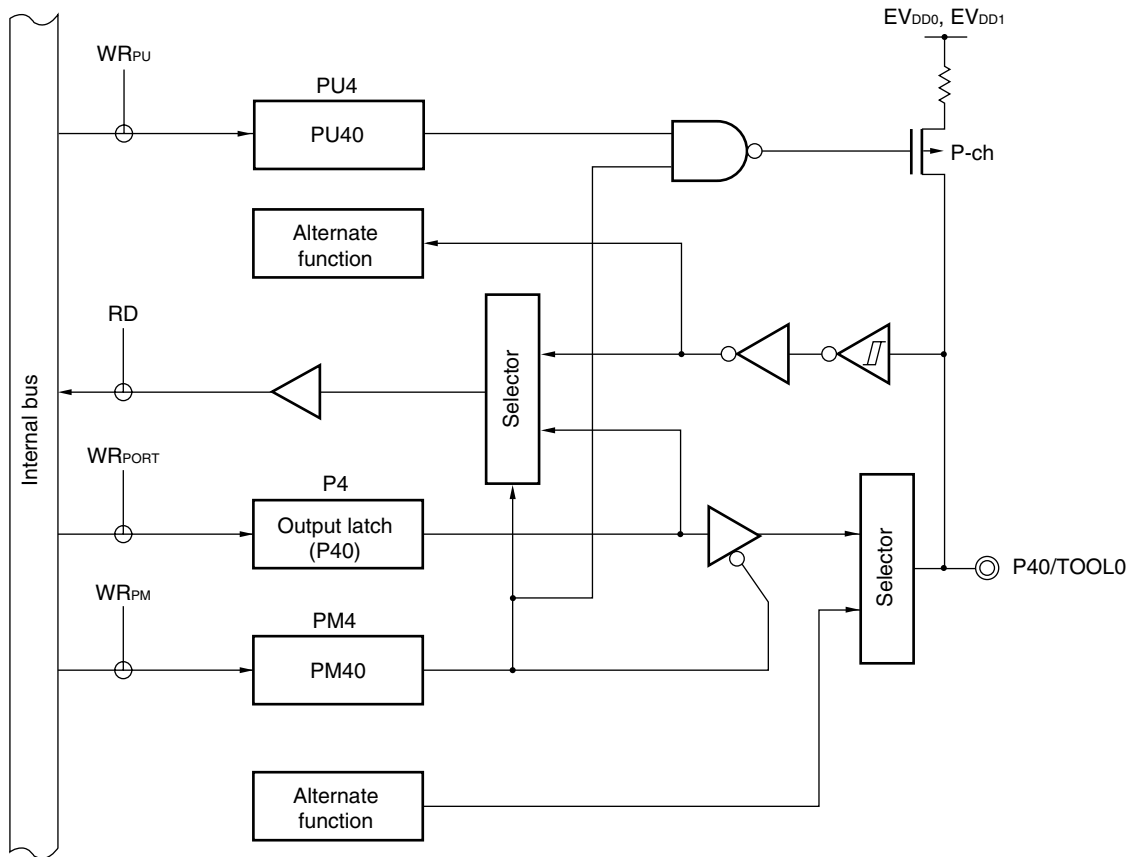 EVDD0, EVDD1
WRPU
PU4
PU40
P-ch
Alternate
function
RD
Selector
Internal bus
WRPORT
P4
Output latch
(P40)
Selector
P40/TOOL0
WRPM
PM4
PM40
Alternate
function